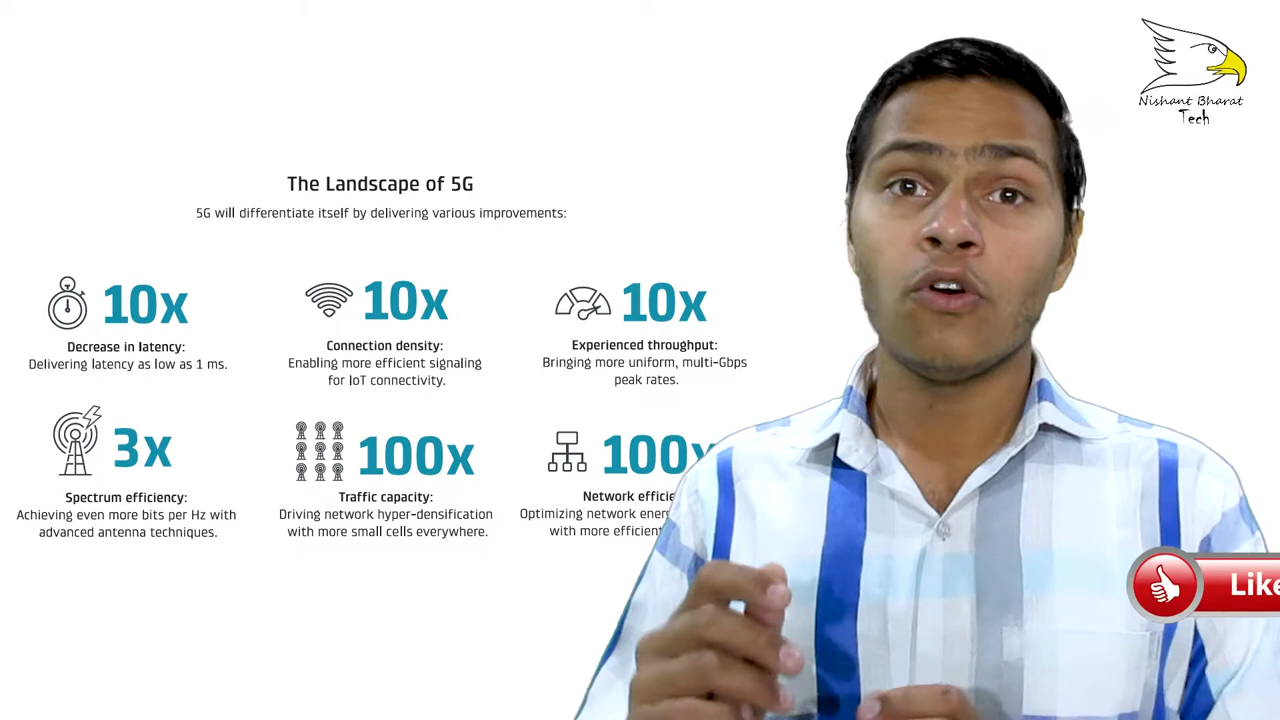 Nishant Bharat
Tech
The Landscape of 5G
5G will differentiate itself by delivering various improvements:
10x
Decrease in latency:
Delivering latency as low as 1 ms.
10x
Connection density:
Enabling more efficient signaling
for IoT connectivity.
10x
Experienced throughput:
Bringing more uniform, multi-Gbps
peak rates.
3x
Spectrum efficiency:
Achieving even more bits per Hz with
advanced antenna techniques.
100x
Traffic capacity:
Driving network hyper-densification
with more small cells everywhere.
100x
Network
Optimizing network
with more efficient
Like